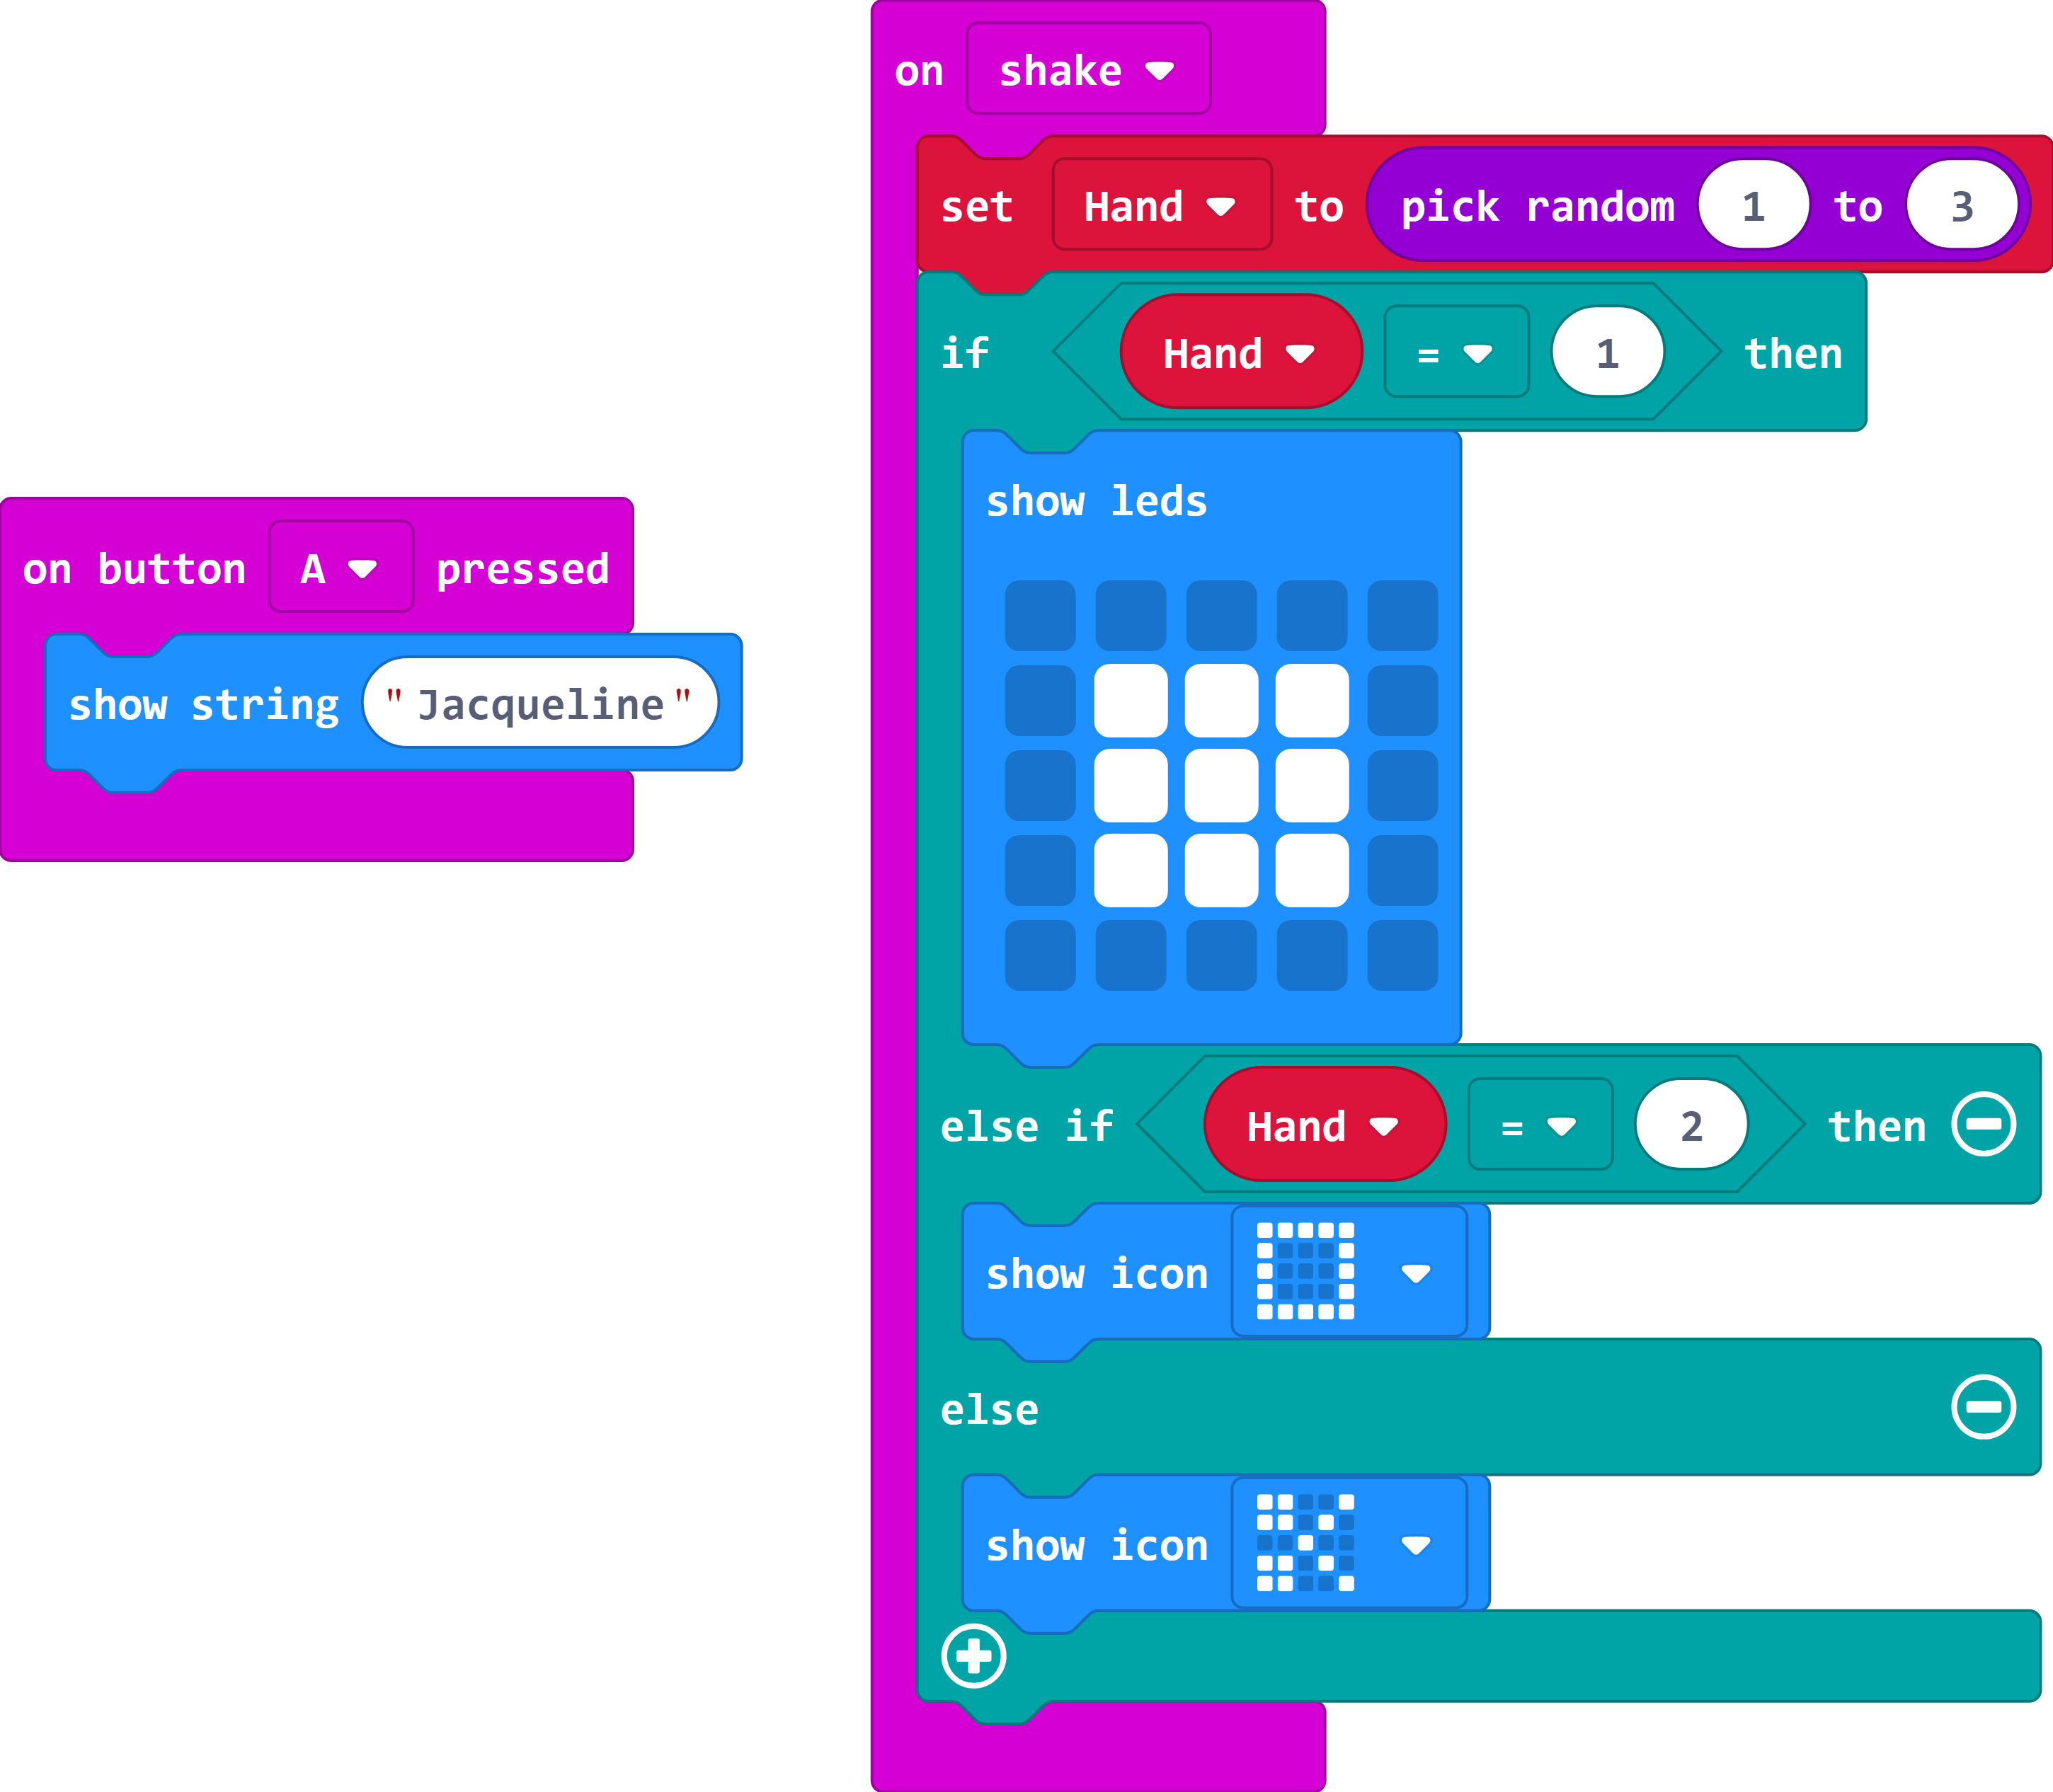 on button A pressed
show string " Jacqueline "
on shake
set Hand to pick random 1 to 3
if Hand = 1 then
show leds
else if Hand = 2 then
show icon
else
show icon